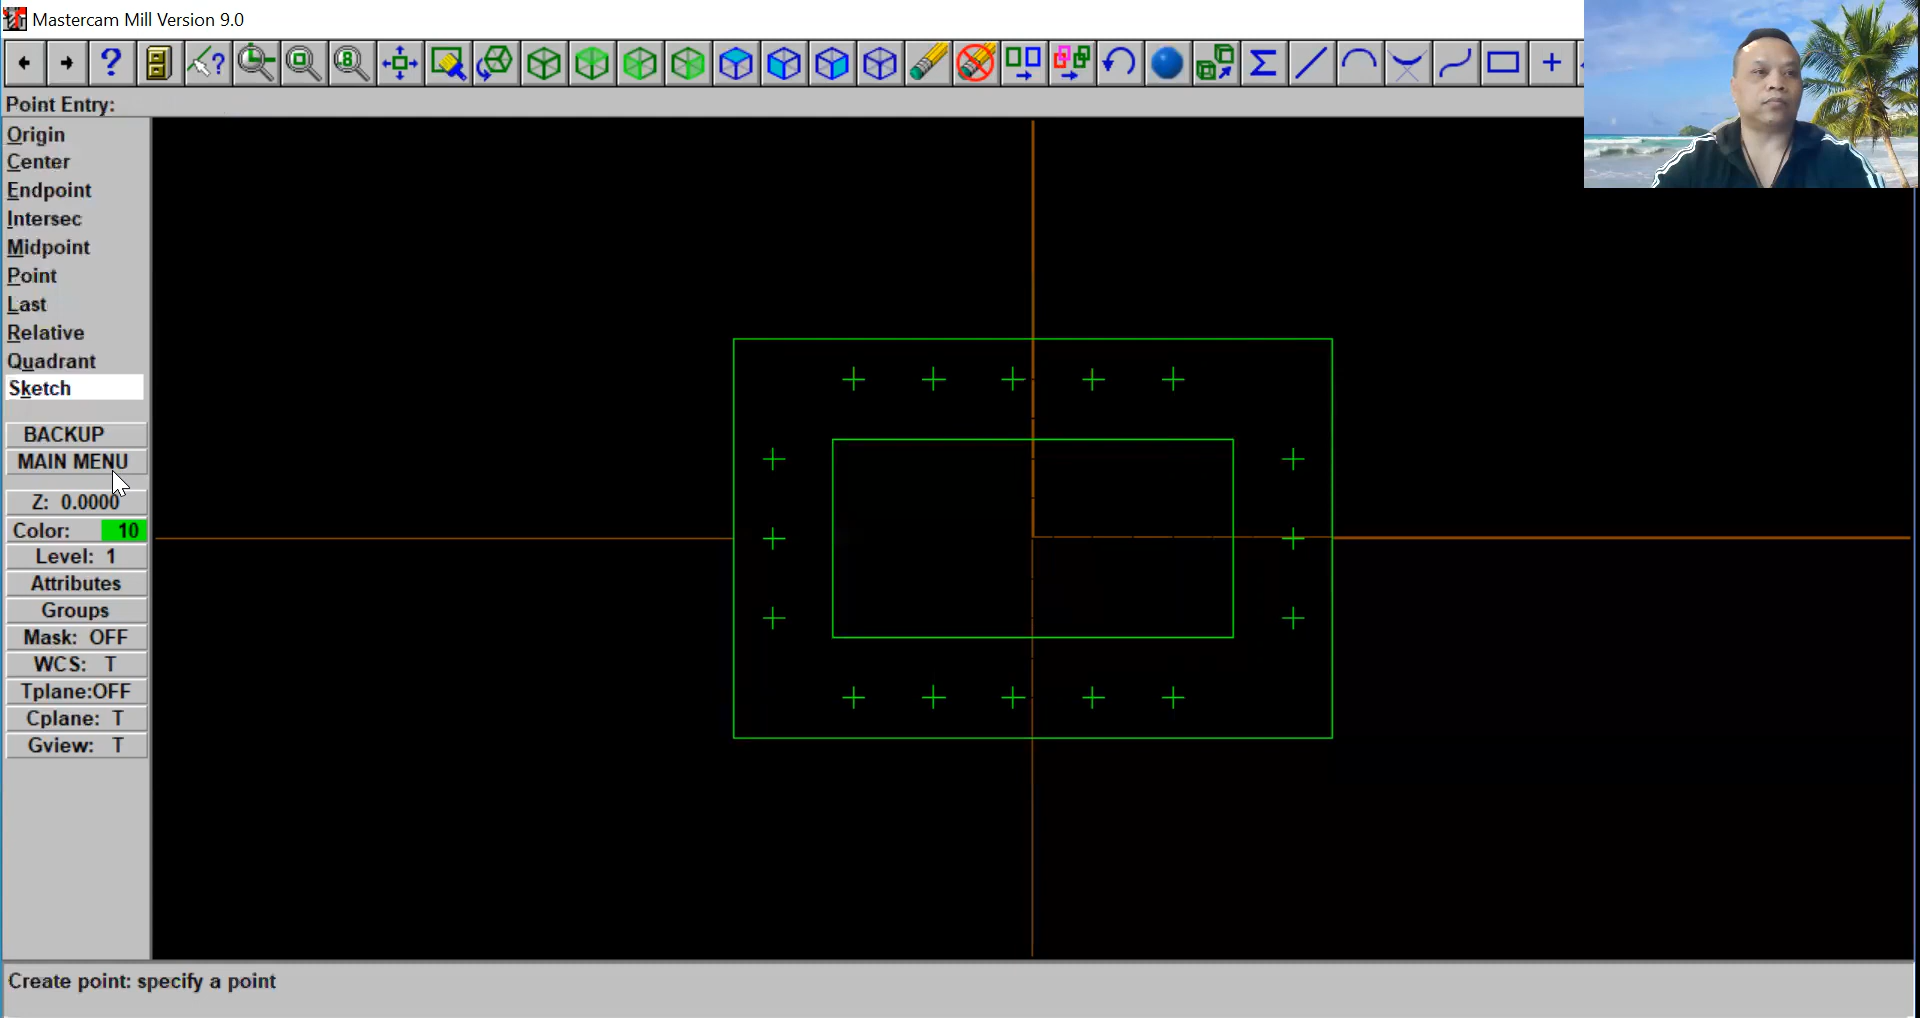 Mastercam Mill Version 9.0
Point Entry:
Origin
Center
Endpoint
Intersec
Midpoint
Point
Last
Relative
Quadrant
Sketch
BACKUP
MAIN MENU
Z: 0.0000
Color: 10
Level: 1
Attributes
Groups
Mask: OFF
WCS: T
Tplane:OFF
Cplane: T
Gview: T
Create point: specify a point